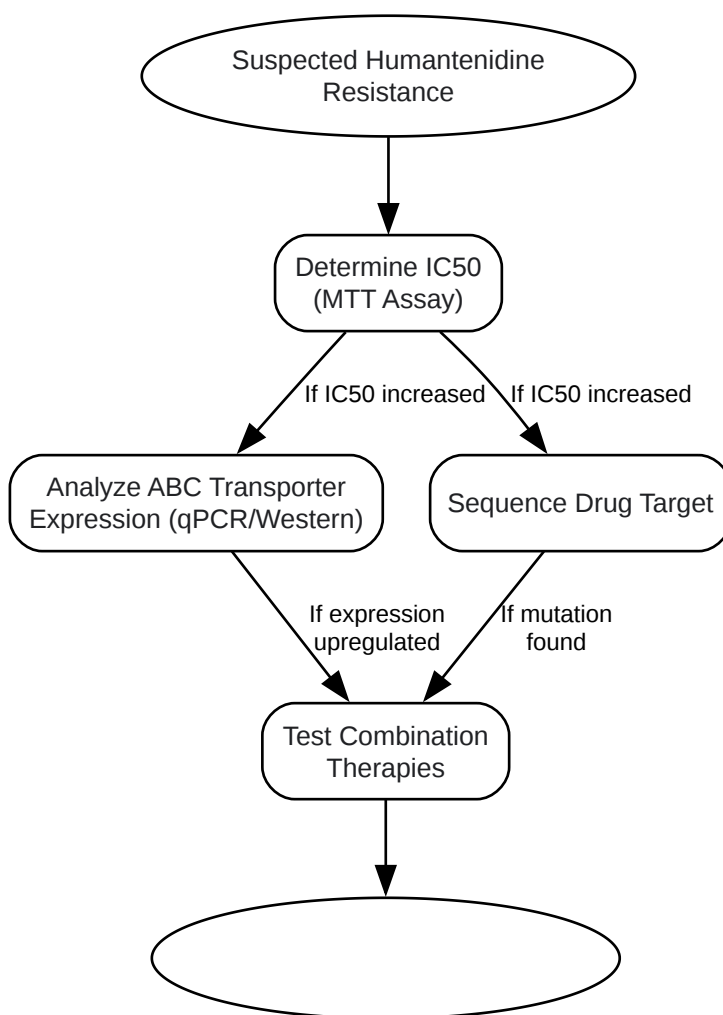 Suspected Humantenidine
Resistance
Determine IC50
(MTT Assay)
If IC50 increased
If IC50 increased
Analyze ABC Transporter
Expression (qPCR/Western)
Sequence Drug Target
If expression
upregulated
If mutation
found
Test Combination
Therapies